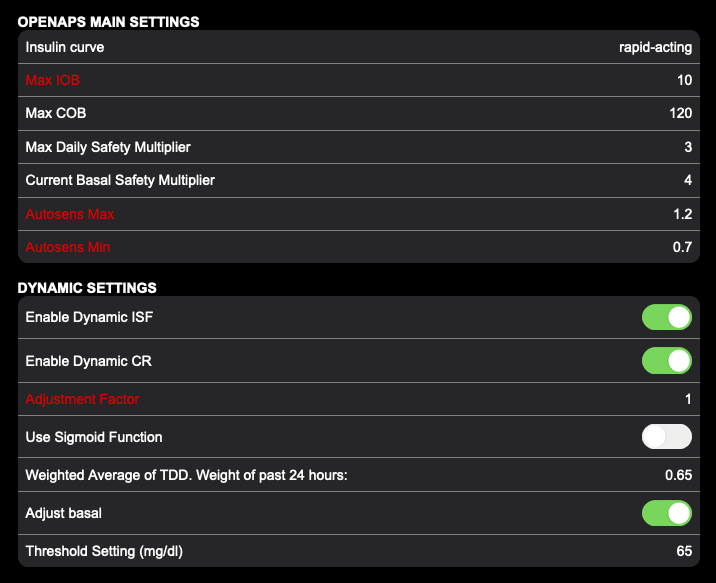 OPENAPS MAIN SETTINGS
Insulin curve rapid-acting
Max IOB 10
Max COB 120
Max Daily Safety Multiplier 3
Current Basal Safety Multiplier 4
Autosens Max 1.2
Autosens Min 0.7
DYNAMIC SETTINGS
Enable Dynamic ISF
Enable Dynamic CR
Adjustment Factor 1
Use Sigmoid Function
Weighted Average of TDD. Weight of past 24 hours: 0.65
Adjust basal
Threshold Setting (mg/dl) 65